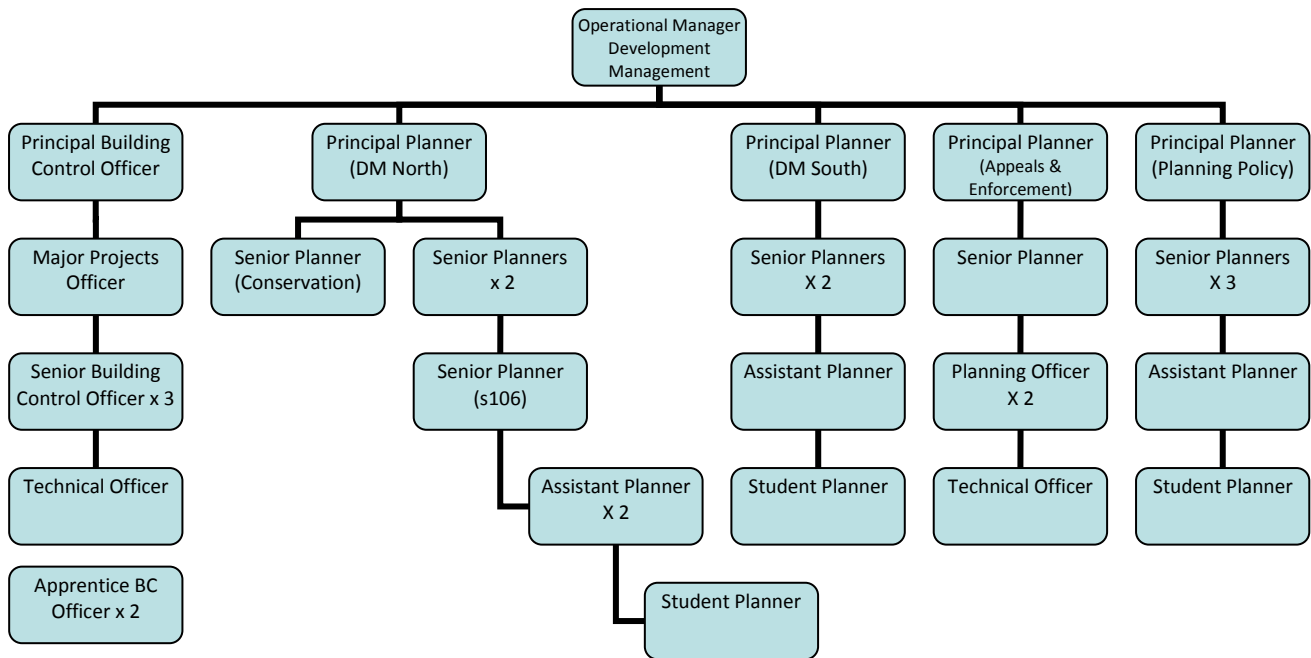 Operational Manager
Development
Management
Principal Building
Control Officer
Principal Planner
(DM North)
Principal Planner
(DM South)
Principal Planner
(Appeals &
Enforcement)
Principal Planner
(Planning Policy)
Major Projects
Officer
Senior Planner
(Conservation)
Senior Planners
x 2
Senior Planners
X 2
Senior Planner
Senior Planners
X 3
Senior Building
Control Officer x 3
Senior Planner
(s106)
Assistant Planner
Planning Officer
X 2
Assistant Planner
Technical Officer
Assistant Planner
X 2
Student Planner
Technical Officer
Student Planner
Apprentice BC
Officer x 2
Student Planner